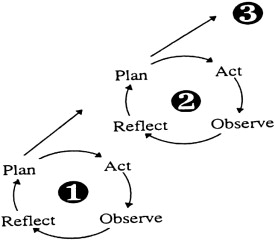 3
Plan
Act
2
Reflect
Observe
Plan
Act
1
Reflect
Observe